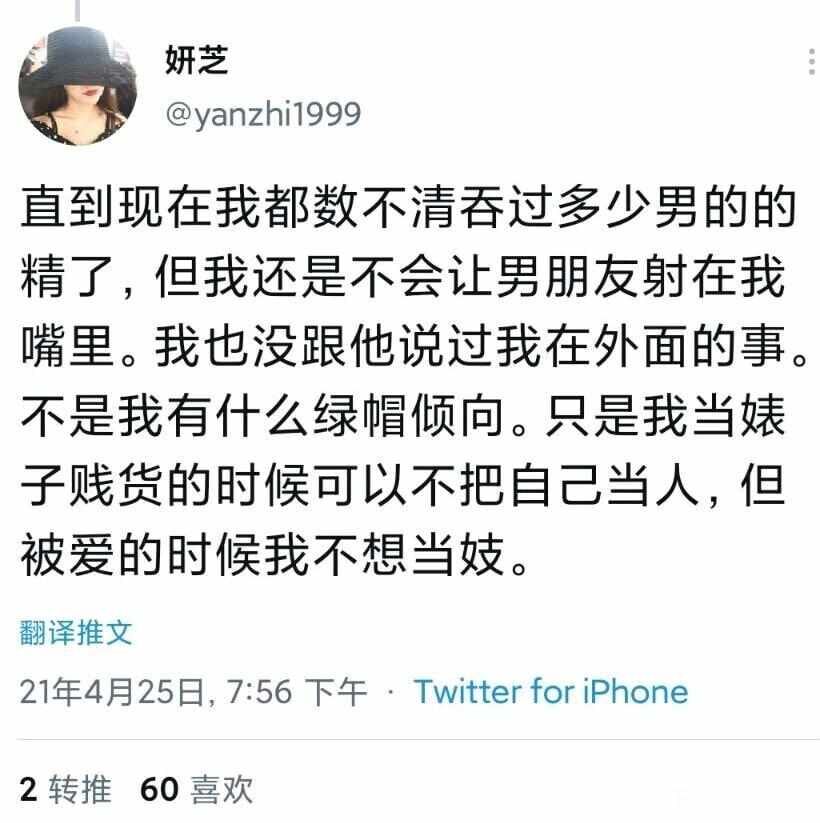 妍芝
@yanzhi1999
直到现在我都数不清吞过多少男的的
精了，但我还是不会让男朋友射在我
嘴里。我也没跟他说过我在外面的事。
不是我有什么绿帽倾向。只是我当婊
子贱货的时候可以不把自己当人，但
被爱的时候我不想当妓。
翻译推文
21年4月25日, 7:56 下午 · Twitter for iPhone
2 转推 60 喜欢